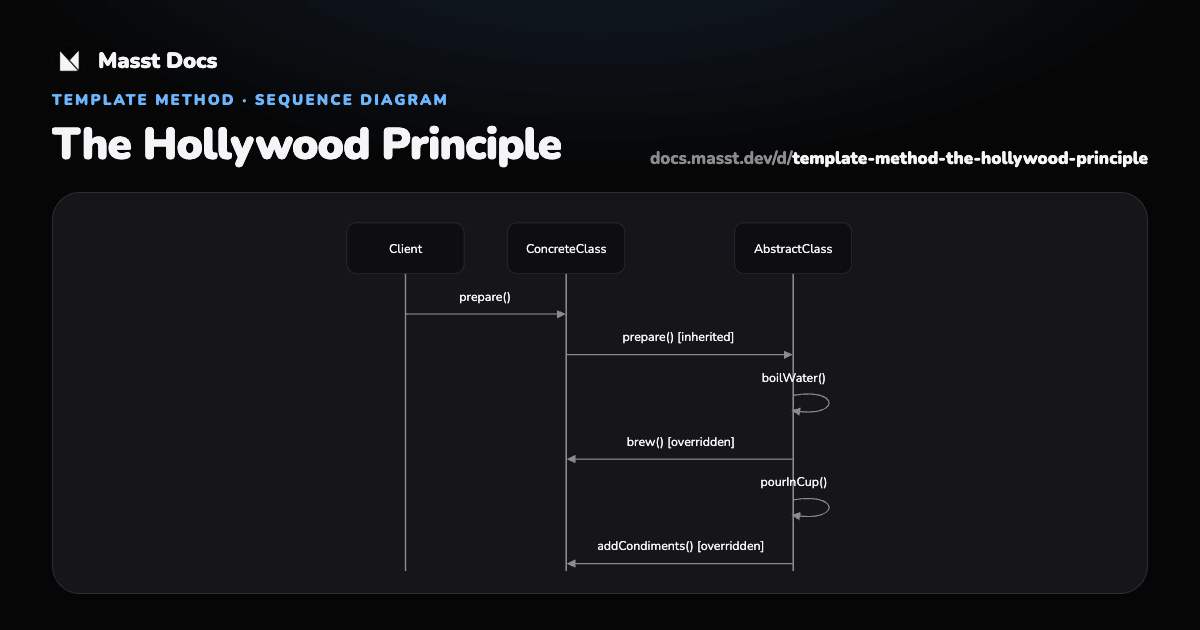 Masst Docs
TEMPLATE METHOD · SEQUENCE DIAGRAM
The Hollywood Principle
docs.masst.dev/d/template-method-the-hollywood-principle
Client
ConcreteClass
AbstractClass
prepare()
prepare() [inherited]
boilWater()
brew() [overridden]
pourInCup()
addCondiments() [overridden]